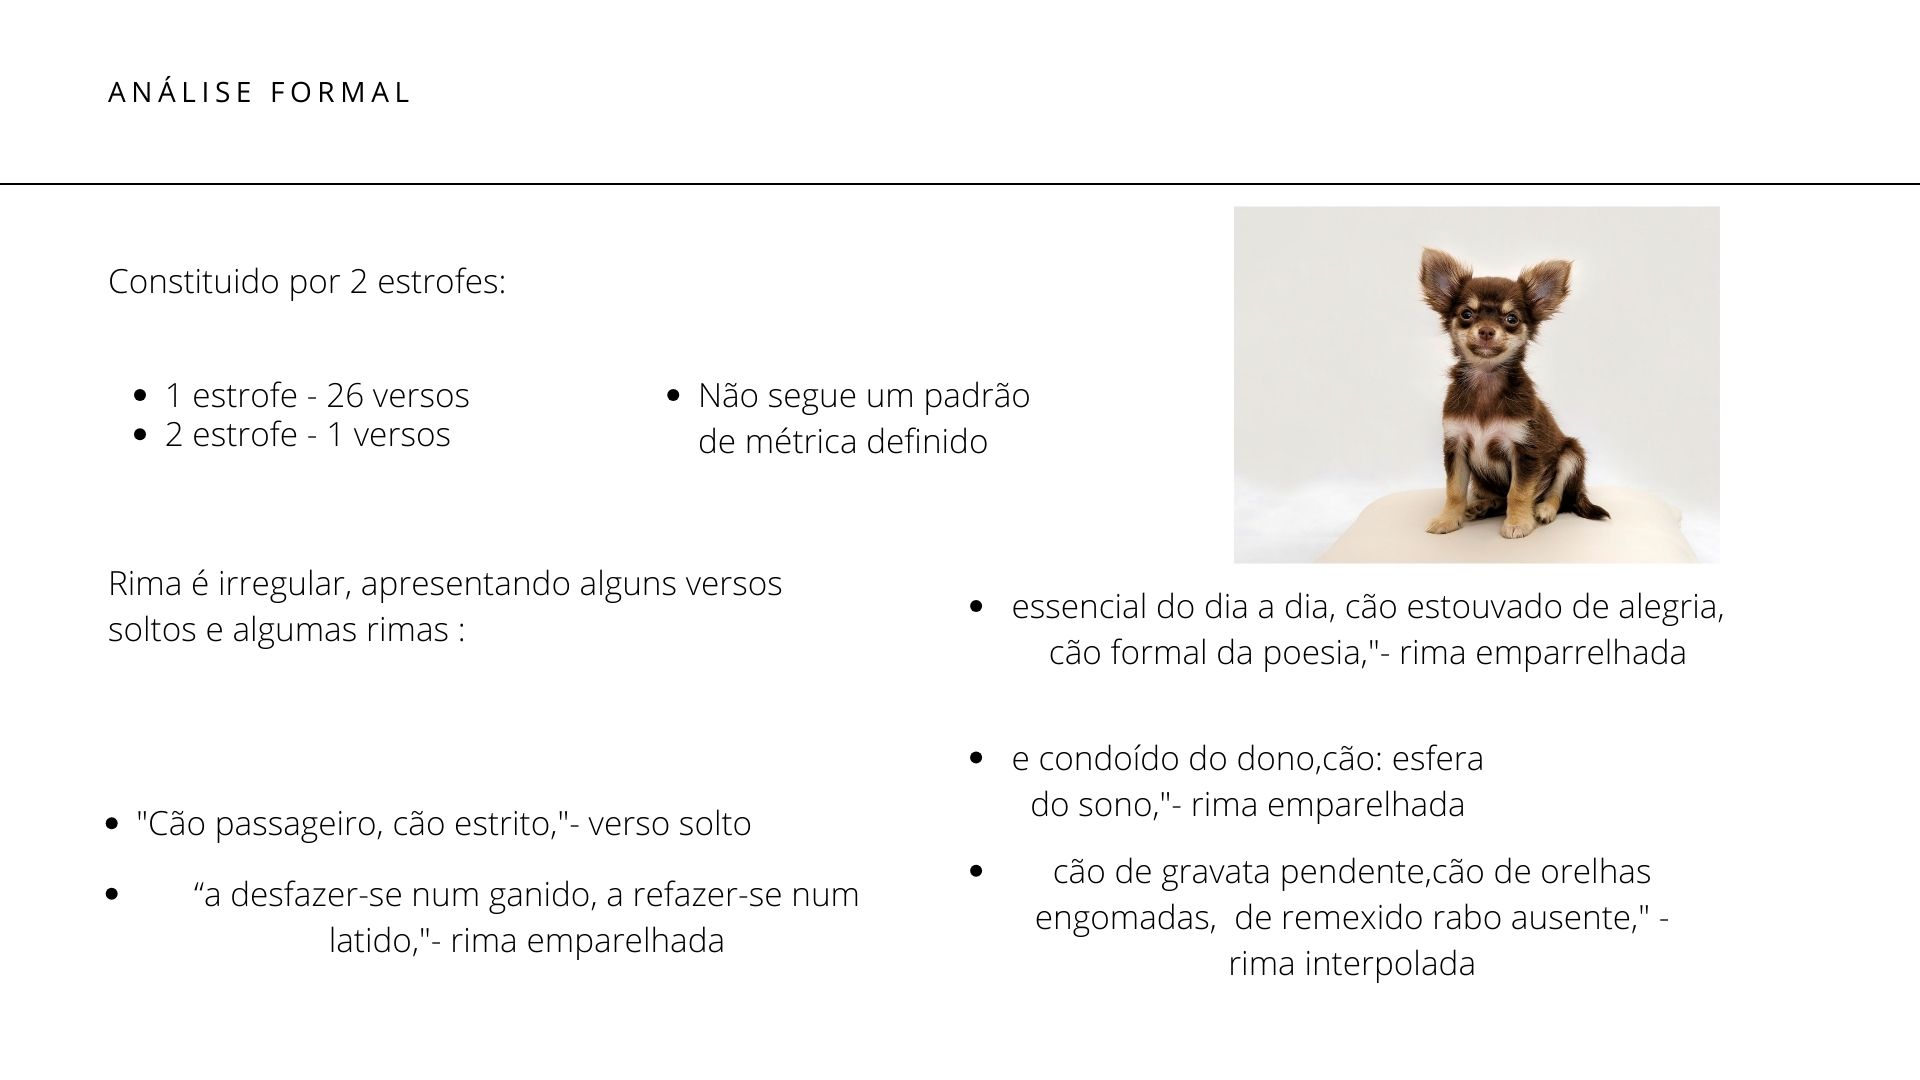 ANÁLISE FORMAL
Constituido por 2 estrofes:
• 1 estrofe - 26 versos
• 2 estrofe - 1 versos
• Não segue um padrão
de métrica definido
Rima é irregular, apresentando alguns versos
soltos e algumas rimas :
• "Cão passageiro, cão estrito,"- verso solto
• “a desfazer-se num ganido, a refazer-se num
latido,"- rima emparelhada
• essencial do dia a dia, cão estouvado de alegria,
cão formal da poesia,"- rima emparrelhada
• e condoído do dono,cão: esfera
do sono,"- rima emparelhada
• cão de gravata pendente,cão de orelhas
engomadas,  de remexido rabo ausente," -
rima interpolada